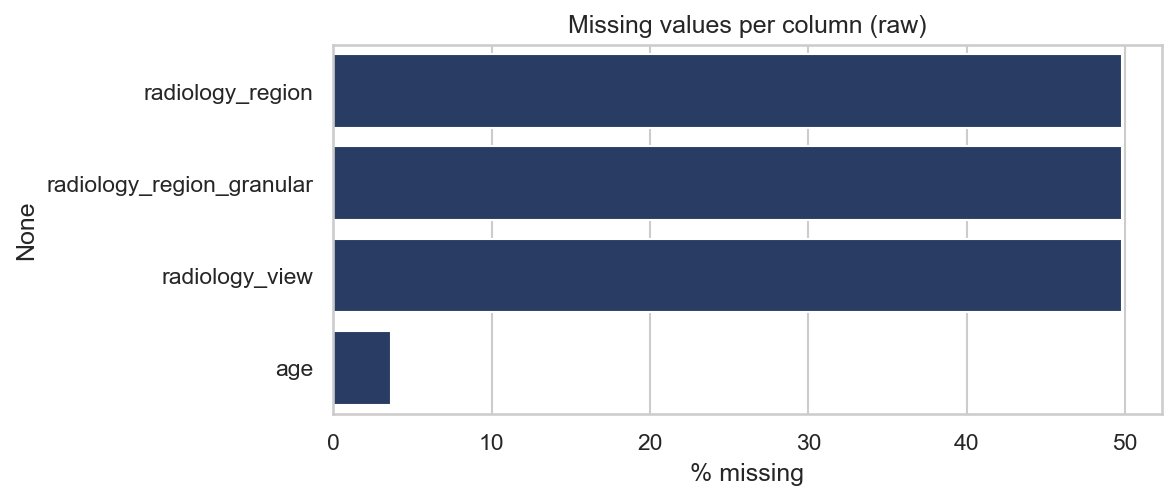 Missing values per column (raw)
radiology_region
radiology_region_granular
radiology_view
age
None
0 10 20 30 40 50
% missing